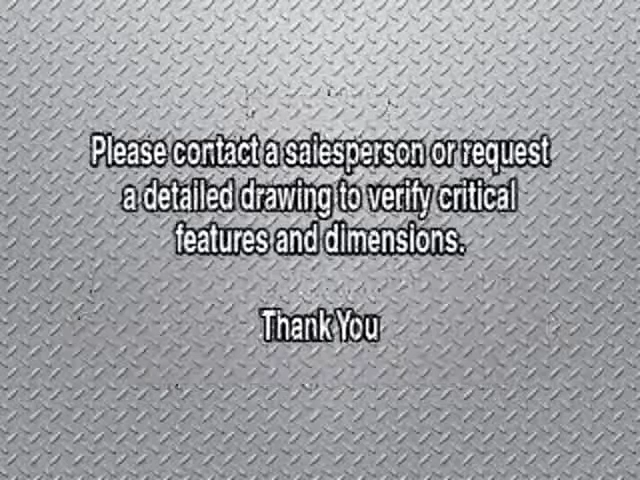 Please contact a salesperson or request
a detailed drawing to verify critical
features and dimensions.
Thank You